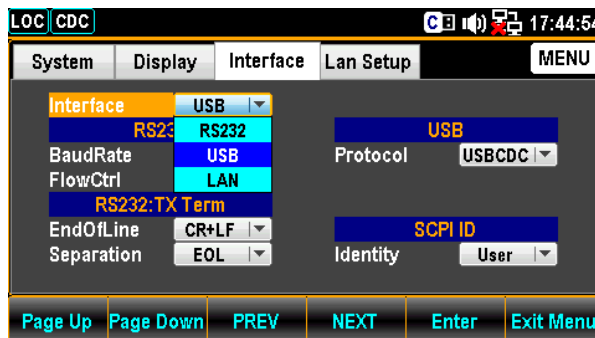 LOC CDC C 17:44:54
System Display Interface Lan Setup MENU
Interface USB
RS232 USB
BaudRate USB Protocol USBCDC
FlowCtrl LAN
RS232:TX Term
EndOfLine CR+LF SCPI ID
Separation EOL Identity User
Page Up Page Down PREV NEXT Enter Exit Menu